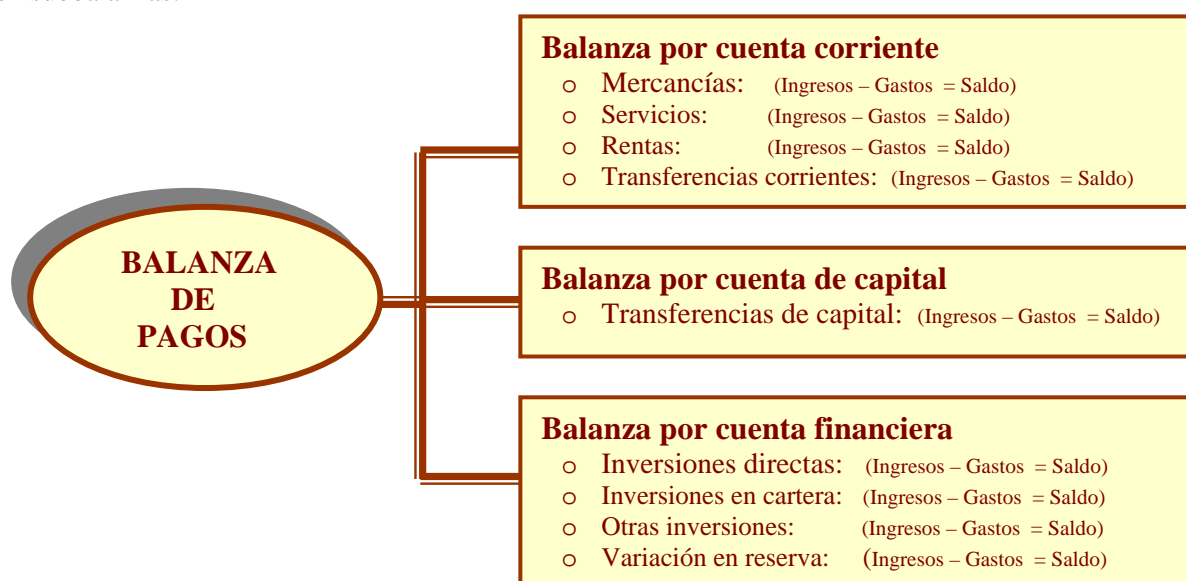 Balanza por cuenta corriente
o Mercancías: (Ingresos – Gastos = Saldo)
o Servicios: (Ingresos – Gastos = Saldo)
o Rentas: (Ingresos – Gastos = Saldo)
o Transferencias corrientes: (Ingresos – Gastos = Saldo)
BALANZA
DE
PAGOS
Balanza por cuenta de capital
o Transferencias de capital: (Ingresos – Gastos = Saldo)
Balanza por cuenta financiera
o Inversiones directas: (Ingresos – Gastos = Saldo)
o Inversiones en cartera: (Ingresos – Gastos = Saldo)
o Otras inversiones: (Ingresos – Gastos = Saldo)
o Variación en reserva: (Ingresos – Gastos = Saldo)